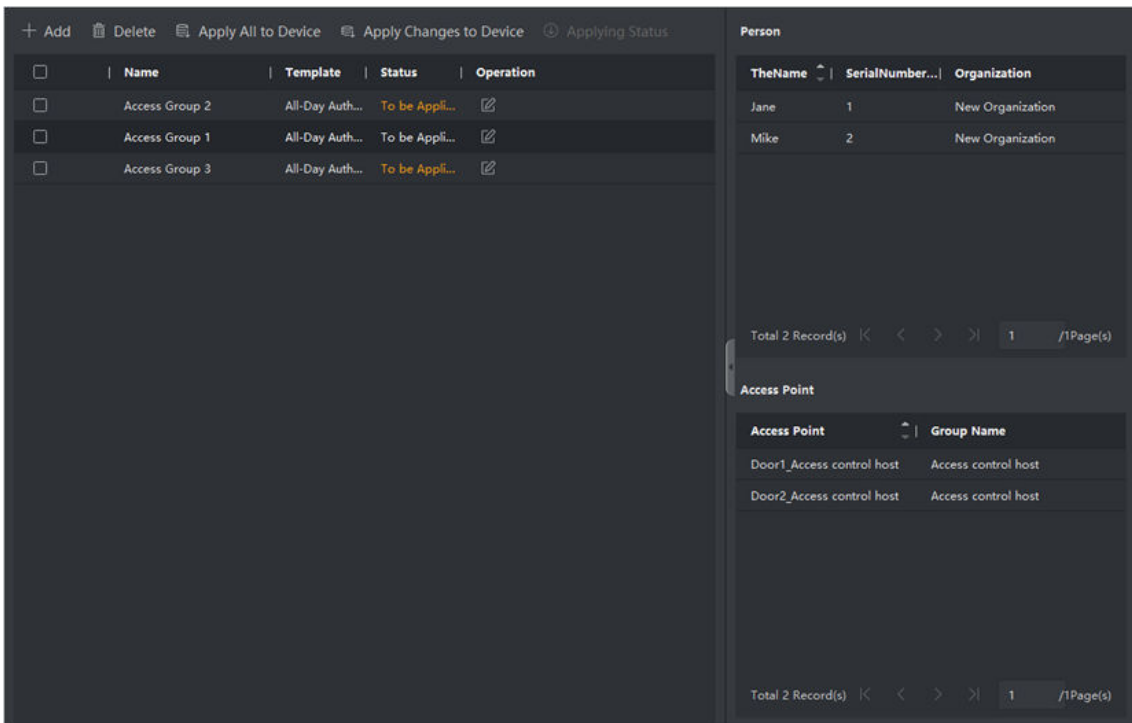 Add Delete Apply All to Device Apply Changes to Device Applying Status
Name Template Status Operation
Access Group 2 All-Day Auth... To be Appli...
Access Group 1 All-Day Auth... To be Appli...
Access Group 3 All-Day Auth... To be Appli...
Person
TheName SerialNumber... Organization
Jane 1 New Organization
Mike 2 New Organization
Total 2 Record(s) 1 /1Page(s)
Access Point
Access Point Group Name
Door1_Access control host Access control host
Door2_Access control host Access control host
Total 2 Record(s) 1 /1Page(s)